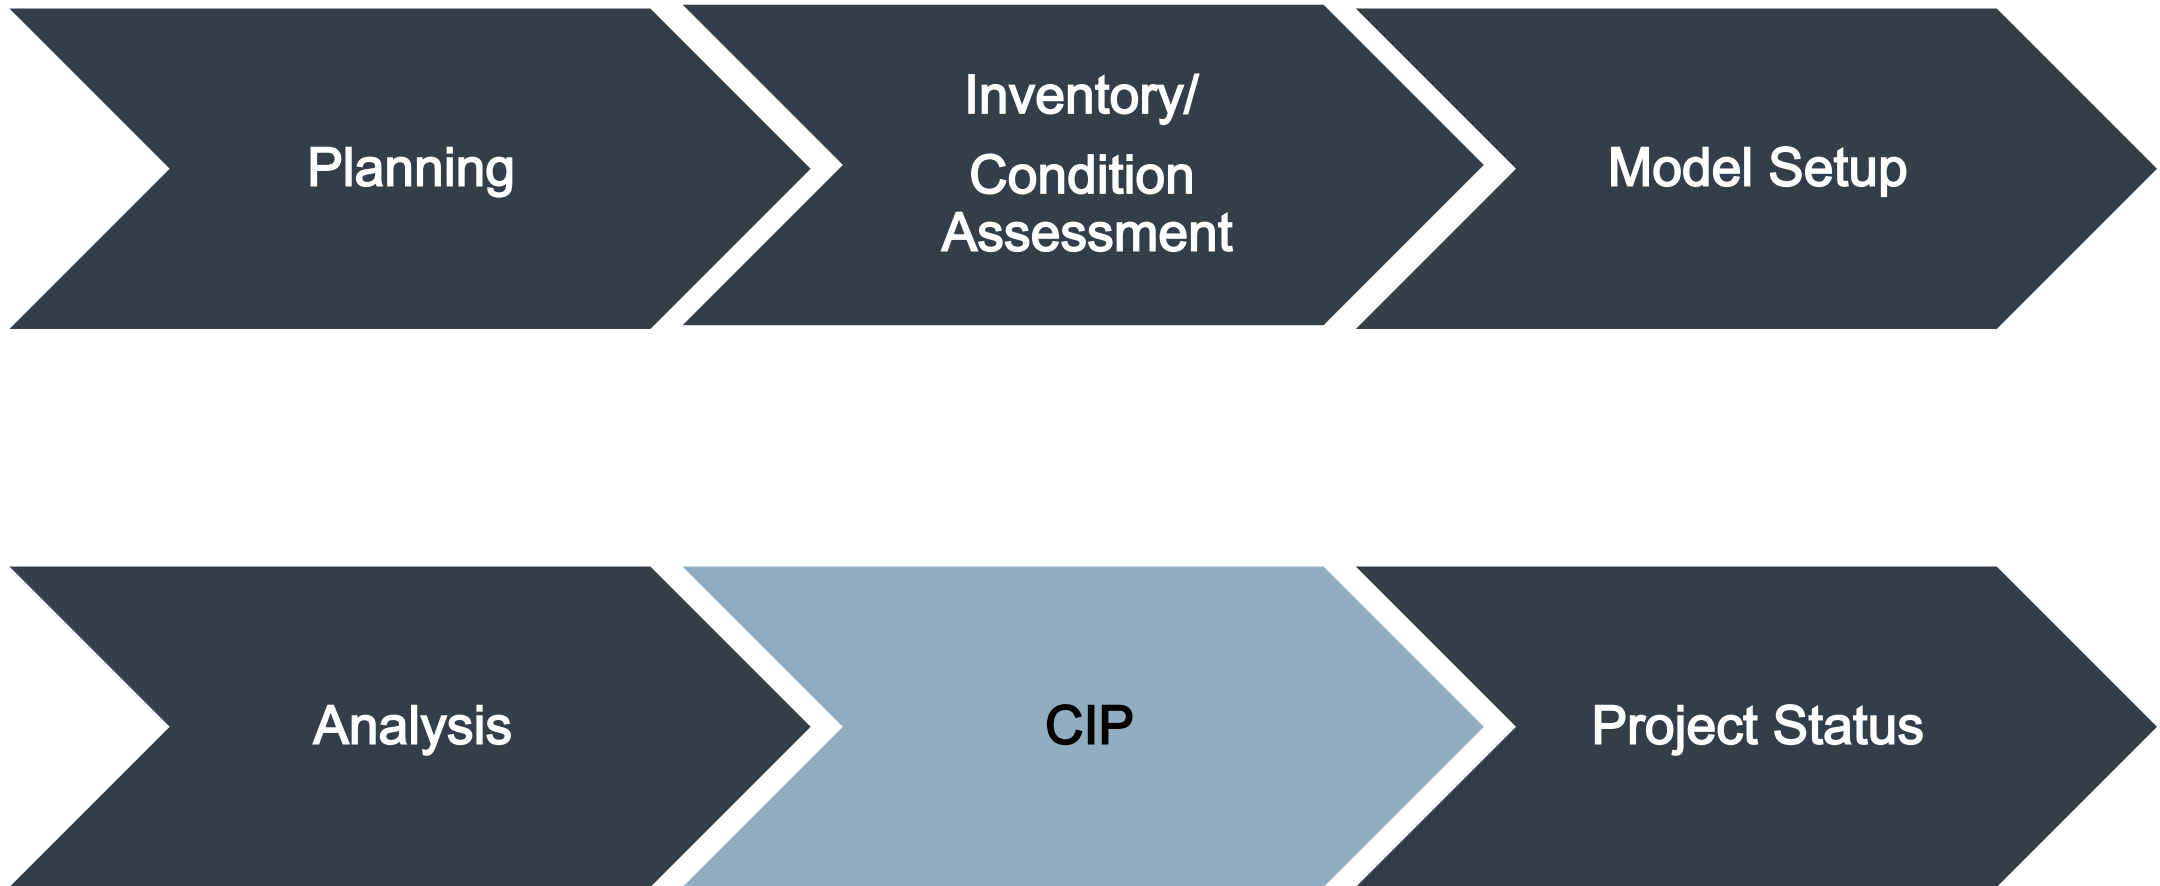 Planning
Inventory/
Condition
Assessment
Model Setup
Analysis
CIP
Project Status